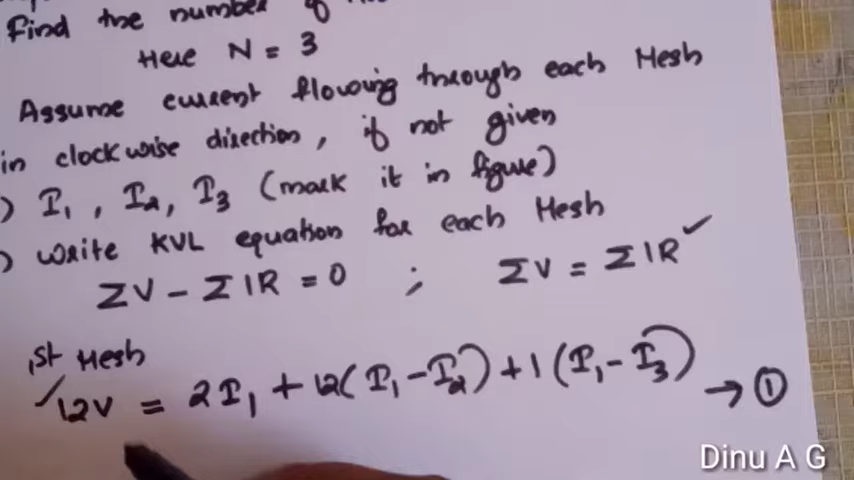 Find the number of
Here N = 3
Assume current flowing through each Mesh
in clockwise direction, if not given
) I₁, I₂, I₃ (mark it in figure)
) Write KVL equation for each Mesh
ΣV - ΣIR = 0 ; ΣV = ΣIR ✓
1st Mesh
12V = 2I₁ + 12(I₁ - I₂) + 1(I₁ - I₃) → ①
Dinu A G